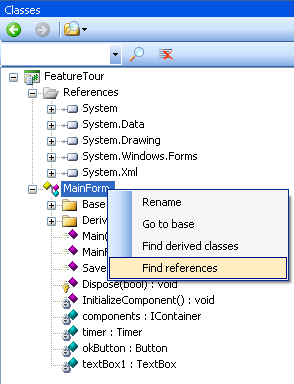 Classes
FeatureTour
References
System
System.Data
System.Drawing
System.Windows.Forms
System.Xml
MainForm
Base
Rename
Deriv
Go to base
Main(
Find derived classes
MainF
Save
Find references
Dispose(bool) : void
InitializeComponent() : void
components : IContainer
timer : Timer
okButton : Button
textBox1 : TextBox